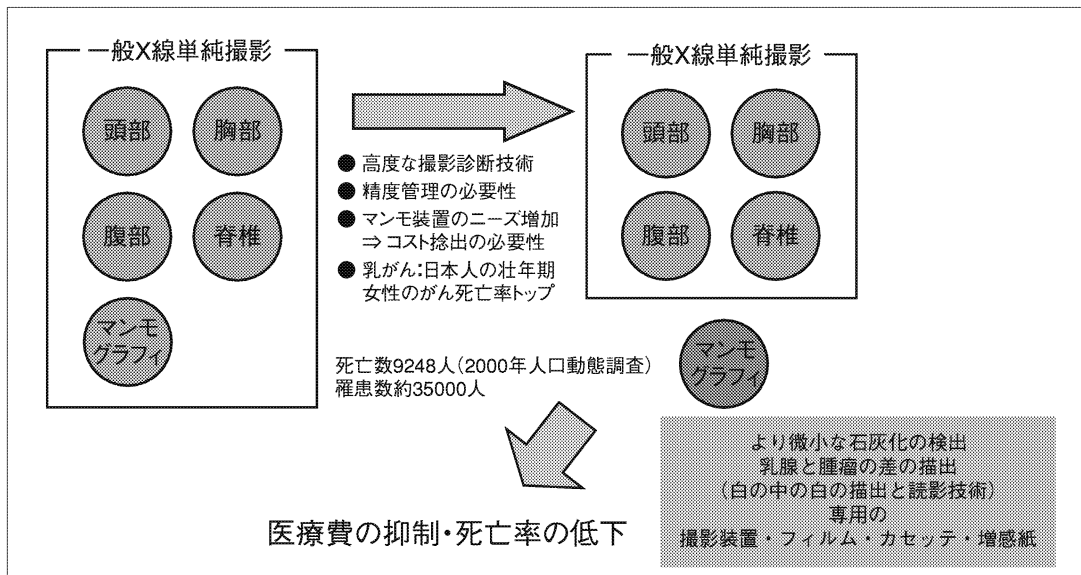 一般X線単純撮影
頭部
胸部
腹部
脊椎
マンモ
グラフィ
● 高度な撮影診断技術
● 精度管理の必要性
● マンモ装置のニーズ増加
⇒ コスト捻出の必要性
● 乳がん：日本人の壮年期
女性のがん死亡率トップ
一般X線単純撮影
頭部
胸部
腹部
脊椎
マンモ
グラフィ
死亡数9248人（2000年人口動態調査）
罹患数約35000人
より微小な石灰化の検出
乳腺と腫瘤の差の描出
（白の中の白の描出と読影技術）
専用の
撮影装置・フィルム・カセッテ・増感紙
医療費の抑制・死亡率の低下